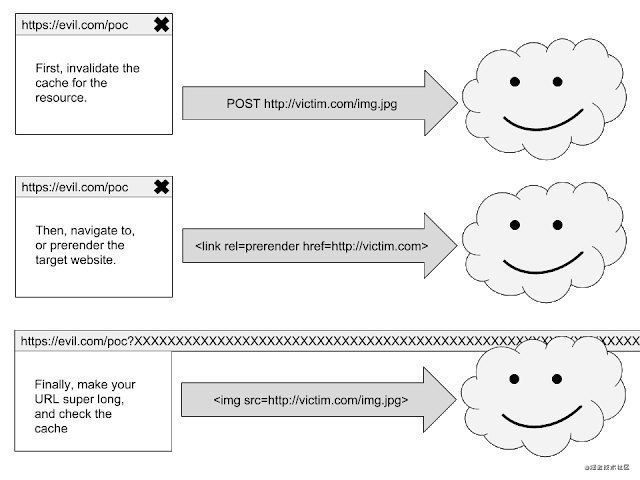 https://evil.com/poc
First, invalidate the
cache for the
resource.
POST http://victim.com/img.jpg
https://evil.com/poc
Then, navigate to,
or prerender the
target website.
<link rel=prerender href=http://victim.com>
https://evil.com/poc?XXXXXXXXXXXXXXXXXXXXXXXXXXXXXXXXXXXXXXXXXXXXXXXXXXXXXXXXXXX
Finally, make your
URL super long,
and check the
cache
<img src=http://victim.com/img.jpg>
@掘金技术社区